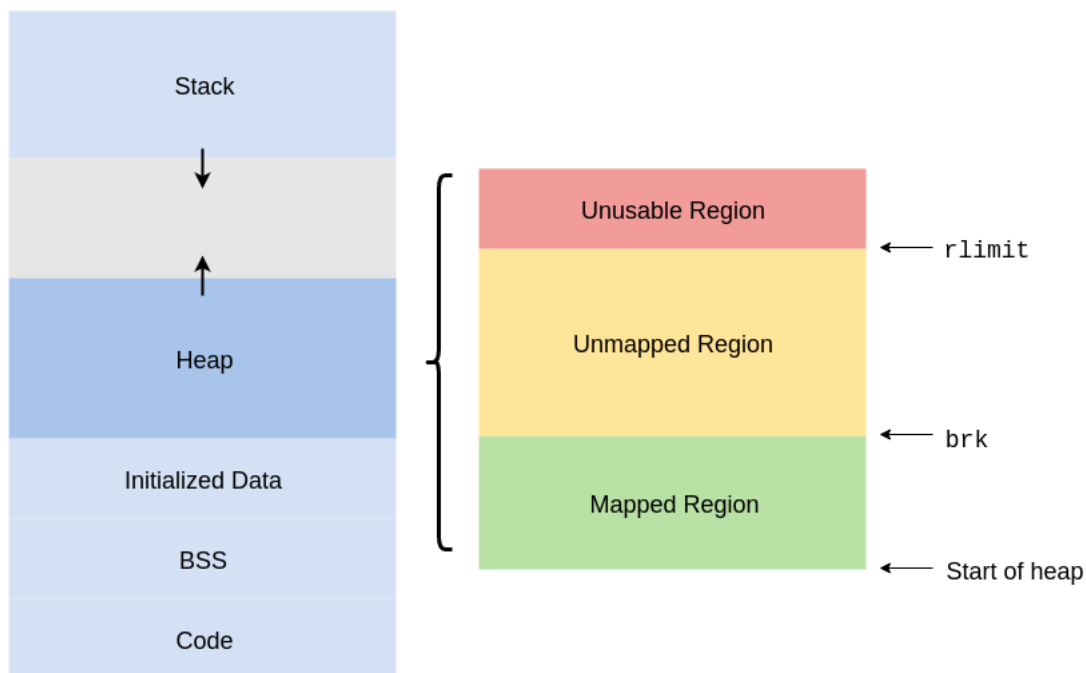 Stack
Heap
Initialized Data
BSS
Code
Unusable Region
Unmapped Region
Mapped Region
rlimit
brk
Start of heap